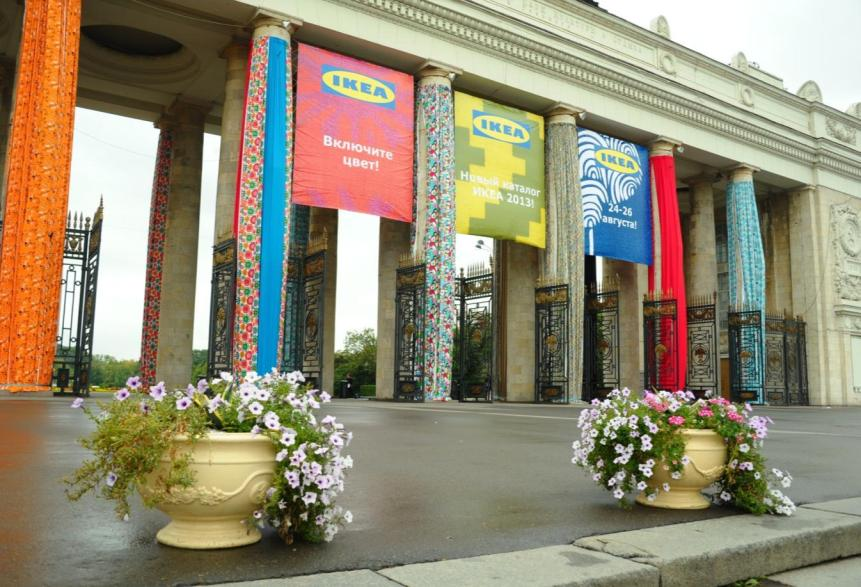 IKEA
Включите
цвет!
IKEA
Новый каталог
ИКЕА 2013!
IKEA
24-26
августа!